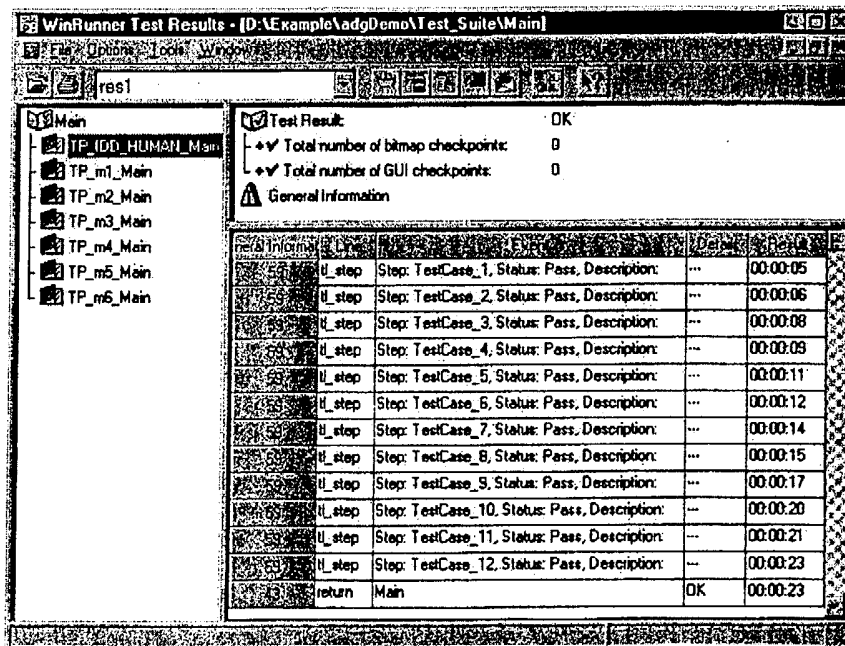 WinRunner Test Results - [D:\Example\adgDemo\Test_Suite\Main]
File Options Tools Window
res1
Main
TP_IDD_HUMAN_Main
TP_m1_Main
TP_m2_Main
TP_m3_Main
TP_m4_Main
TP_m5_Main
TP_m6_Main
Test Result: OK
Total number of bitmap checkpoints: 0
Total number of GUI checkpoints: 0
General Information
tl_step Step: TestCase_1, Status: Pass, Description: --- 00:00:05
tl_step Step: TestCase_2, Status: Pass, Description: --- 00:00:06
tl_step Step: TestCase_3, Status: Pass, Description: --- 00:00:08
tl_step Step: TestCase_4, Status: Pass, Description: --- 00:00:09
tl_step Step: TestCase_5, Status: Pass, Description: --- 00:00:11
tl_step Step: TestCase_6, Status: Pass, Description: --- 00:00:12
tl_step Step: TestCase_7, Status: Pass, Description: --- 00:00:14
tl_step Step: TestCase_8, Status: Pass, Description: --- 00:00:15
tl_step Step: TestCase_9, Status: Pass, Description: --- 00:00:17
tl_step Step: TestCase_10, Status: Pass, Description: --- 00:00:20
tl_step Step: TestCase_11, Status: Pass, Description: --- 00:00:21
tl_step Step: TestCase_12, Status: Pass, Description: --- 00:00:23
return Main OK 00:00:23